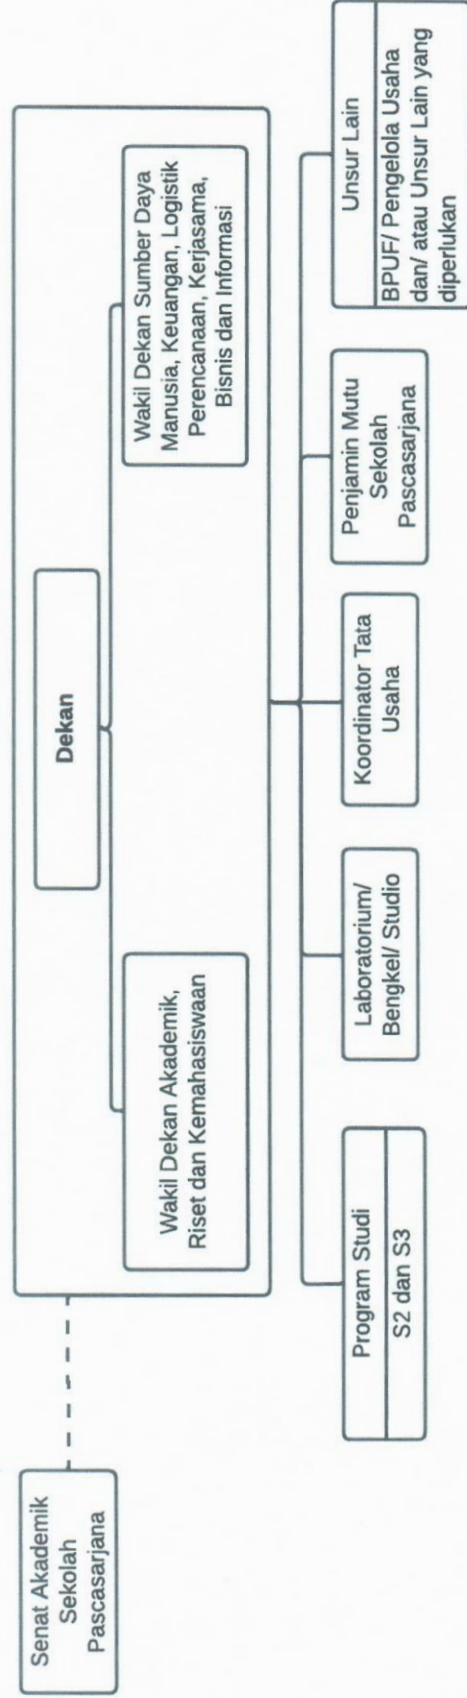 Senat Akademik
Sekolah
Pascasarjana
Dekan
Wakil Dekan Akademik,
Riset dan Kemahasiswaan
Wakil Dekan Sumber Daya
Manusia, Keuangan, Logistik
Perencanaan, Kerjasama,
Bisnis dan Informasi
Program Studi
S2 dan S3
Laboratorium/
Bengkel/ Studio
Koordinator Tata
Usaha
Penjamin Mutu
Sekolah
Pascasarjana
Unsur Lain
BPUF/ Pengelola Usaha
dan/ atau Unsur Lain yang
diperlukan